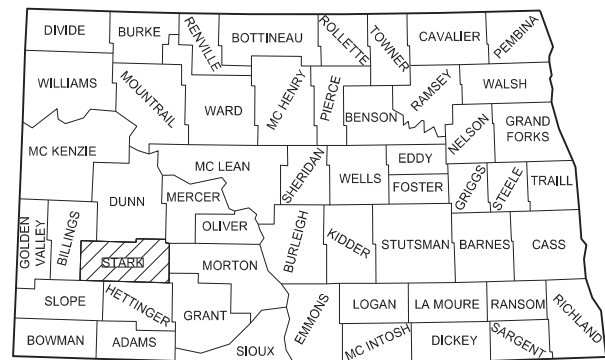 DIVIDE
BURKE
RENVILLE
BOTTINEAU
ROLLETTE
TOWNER
CAVALIER
PEMBINA
WILLIAMS
MOUNTRAIL
WARD
MC HENRY
PIERCE
BENSON
RAMSEY
WALSH
NELSON
GRAND
FORKS
MC KENZIE
DUNN
MC LEAN
MERCER
OLIVER
SHERIDAN
WELLS
EDDY
FOSTER
GRIGGS
STEELE
TRAILL
GOLDEN
VALLEY
BILLINGS
STARK
MORTON
BURLEIGH
KIDDER
STUTSMAN
BARNES
CASS
SLOPE
HETTINGER
GRANT
EMMONS
LOGAN
LA MOURE
RANSOM
RICHLAND
BOWMAN
ADAMS
SIOUX
MC INTOSH
DICKEY
SARGENT